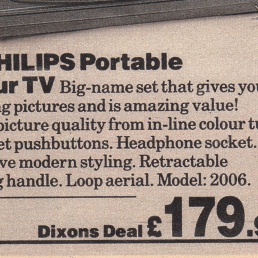 HILIPS Portable
ur TV Big-name set that gives you
g pictures and is amazing value!
picture quality from in-line colour tu
et pushbuttons. Headphone socket.
ve modern styling. Retractable
g handle. Loop aerial. Model: 2006.
Dixons Deal £179.9